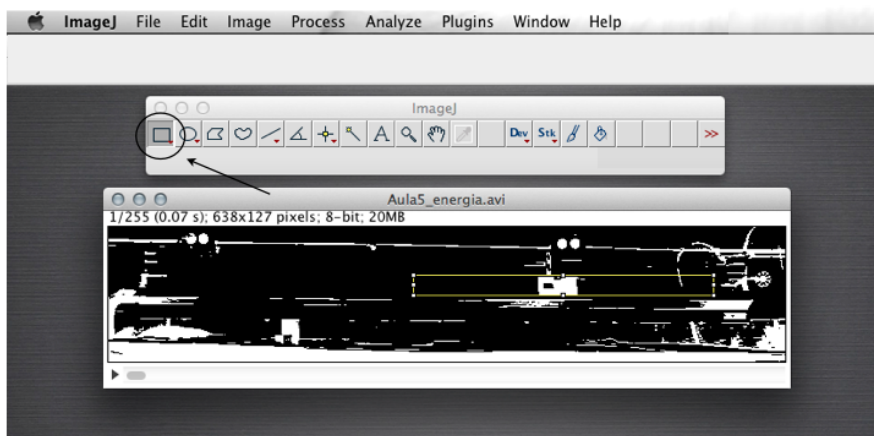 ImageJ File Edit Image Process Analyze Plugins Window Help
ImageJ
A Dev Stk >>
Aula5_energia.avi
1/255 (0.07 s); 638x127 pixels; 8-bit; 20MB